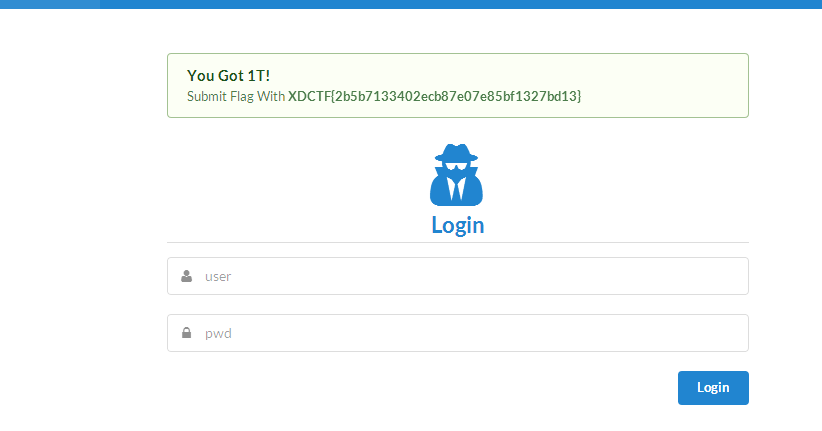 You Got 1T!
Submit Flag With XDCTF{2b5b7133402ecb87e07e85bf1327bd13}
Login
user
pwd
Login